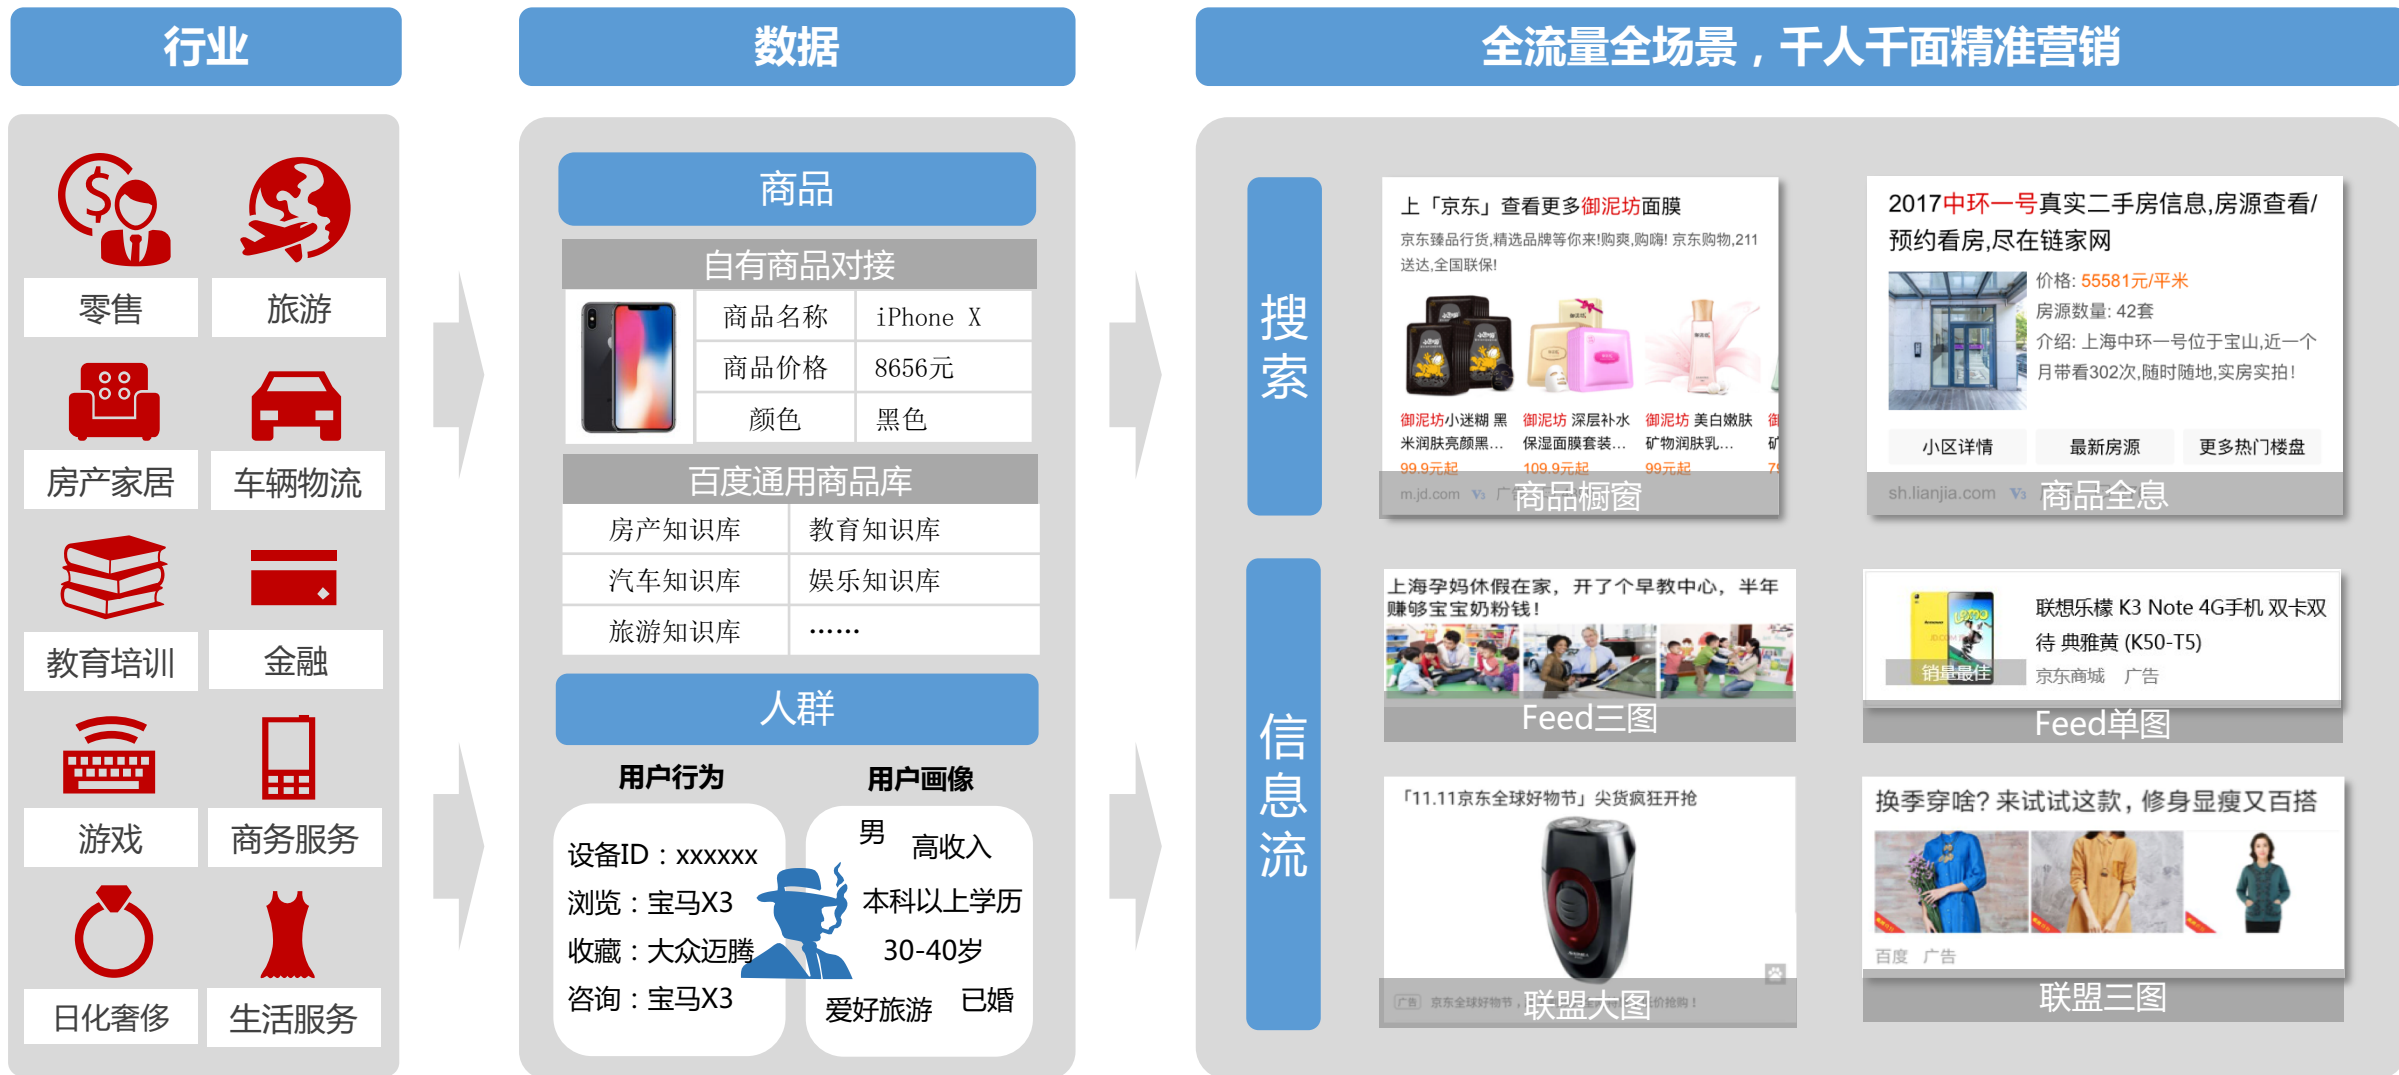 行业
数据
全流量全场景，千人千面精准营销
零售
旅游
房产家居
车辆物流
教育培训
金融
游戏
商务服务
日化奢侈
生活服务
商品
自有商品对接
商品名称 iPhone X
商品价格 8656元
颜色 黑色
百度通用商品库
房产知识库 教育知识库
汽车知识库 娱乐知识库
旅游知识库 ······
人群
用户行为
设备ID：xxxxxx
浏览：宝马X3
收藏：大众迈腾
咨询：宝马X3
用户画像
男
高收入
本科以上学历
30-40岁
爱好旅游
已婚
搜索
上「京东」查看更多御泥坊面膜
京东臻品行货,精选品牌等你来!购爽,购嗨! 京东购物,211
送达,全国联保!
御泥坊小迷糊 黑
米润肤亮颜黑...
99.9元起
御泥坊 深层补水
保湿面膜套装...
109.9元起
御泥坊 美白嫩肤
矿物润肤乳...
99元起
m.jd.com
商品橱窗
2017中环一号真实二手房信息,房源查看/
预约看房,尽在链家网
价格: 55581元/平米
房源数量: 42套
介绍: 上海中环一号位于宝山,近一个
月带看302次,随时随地,实房实拍!
小区详情
最新房源
更多热门楼盘
sh.lianjia.com
商品全息
信息流
上海孕妈休假在家，开了个早教中心，半年
赚够宝宝奶粉钱！
Feed三图
联想乐檬 K3 Note 4G手机 双卡双
待 典雅黄 (K50-T5)
销量最佳
京东商城 广告
Feed单图
「11.11京东全球好物节」尖货疯狂开抢
广告 京东全球好物节
联盟大图
换季穿啥? 来试试这款，修身显瘦又百搭
百度 广告
联盟三图